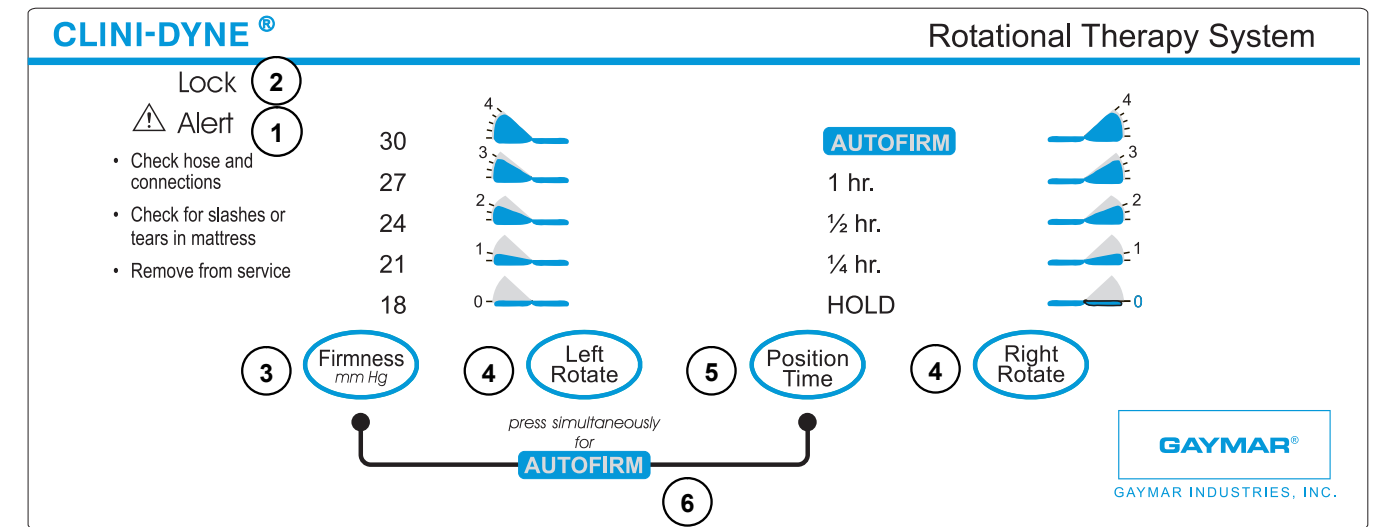 CLINI-DYNE ®
Rotational Therapy System
Lock 2
⚠ Alert 1
• Check hose and
connections
• Check for slashes or
tears in mattress
• Remove from service
30
27
24
21
18
4
3
2
1
0
AUTOFIRM
1 hr.
½ hr.
¼ hr.
HOLD
4
3
2
1
0
3
Firmness
mm Hg
4
Left
Rotate
5
Position
Time
4
Right
Rotate
press simultaneously
for
AUTOFIRM
6
GAYMAR®
GAYMAR INDUSTRIES, INC.